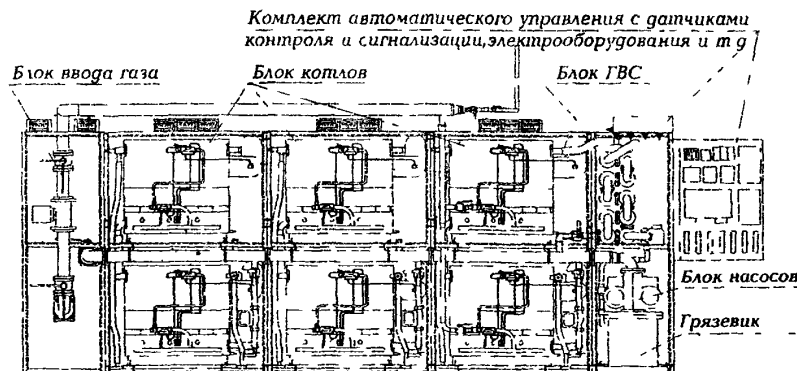 Комплект автоматического управления с датчиками
контроля и сигнализации,электрооборудования и т д
Блок ввода газа
Блок котлов
Блок ГВС
Блок насосов
Грязевик